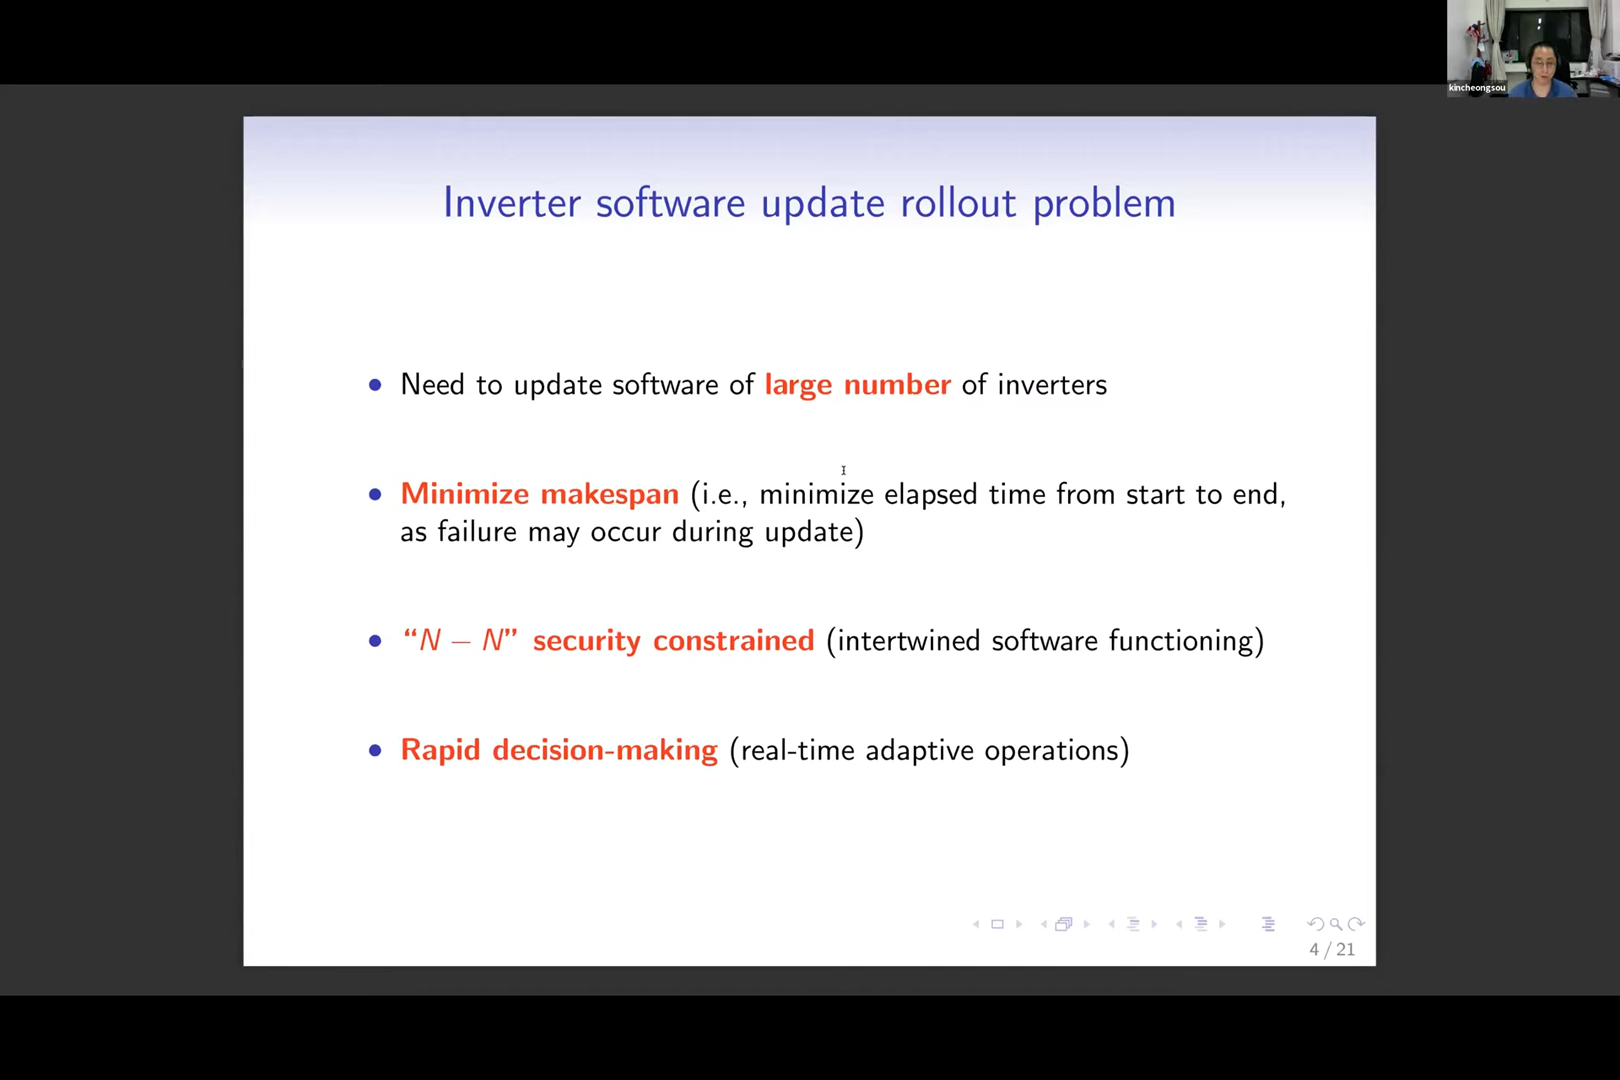 kincheongsou
Inverter software update rollout problem
• Need to update software of large number of inverters
• Minimize makespan (i.e., minimize elapsed time from start to end,
as failure may occur during update)
• “N − N” security constrained (intertwined software functioning)
• Rapid decision-making (real-time adaptive operations)
4 / 21